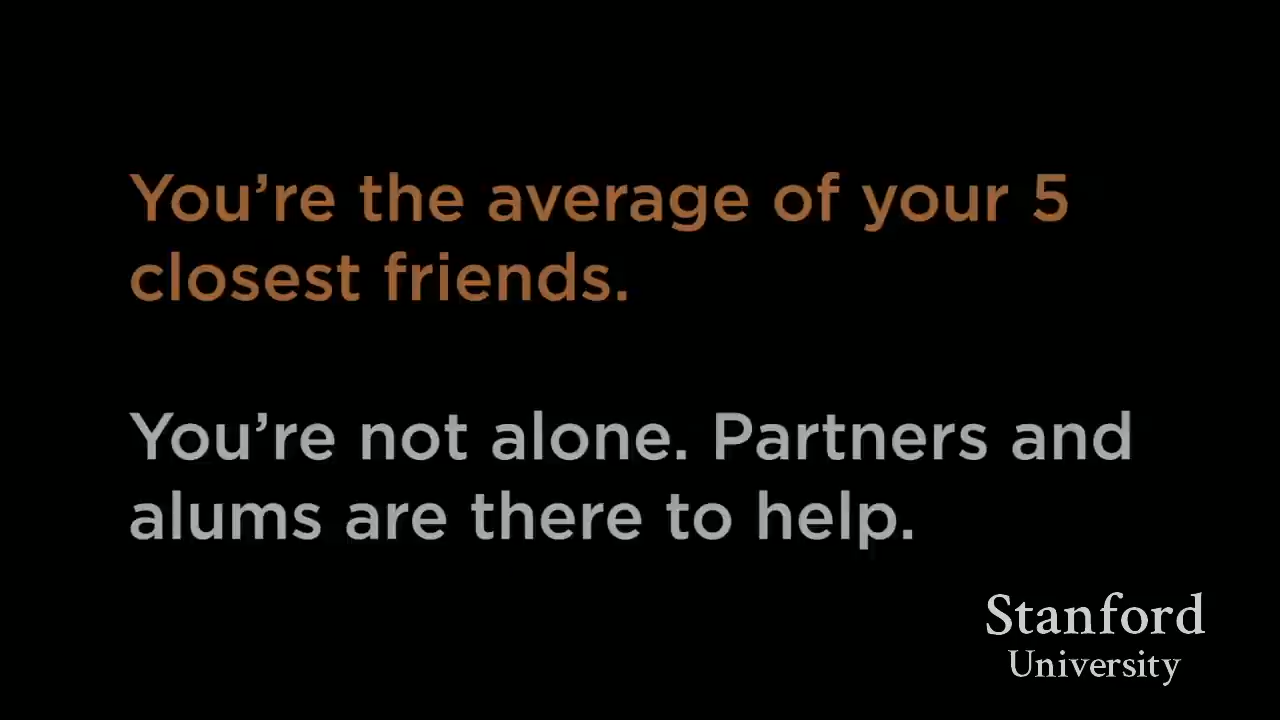 You’re the average of your 5
closest friends.
You’re not alone. Partners and
alums are there to help.
Stanford
University